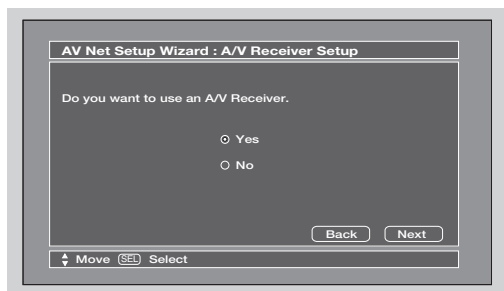 AV Net Setup Wizard : A/V Receiver Setup
Do you want to use an A/V Receiver.
Yes
No
Back Next
Move SEL Select